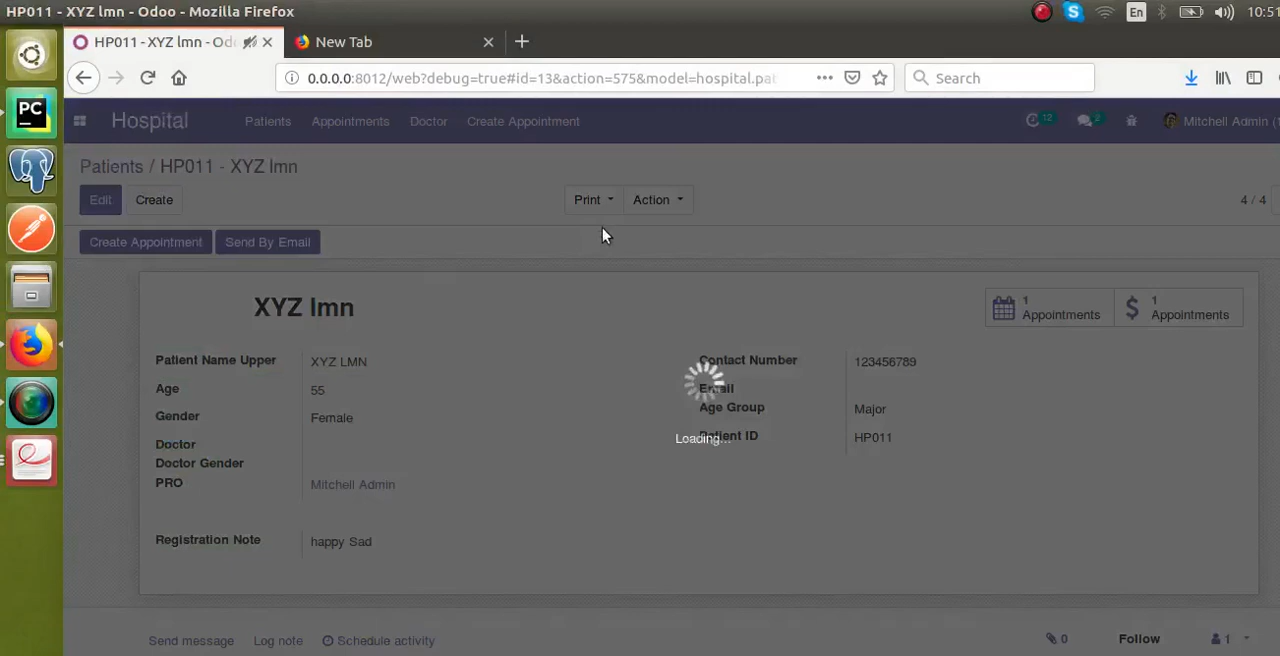 HP011 - XYZ lmn - Odoo - Mozilla Firefox
En
10:51
HP011 - XYZ lmn - Od
New Tab
0.0.0.0:8012/web?debug=true#id=13&action=575&model=hospital.pat
Search
PC
Hospital
Patients
Appointments
Doctor
Create Appointment
12
2
Mitchell Admin (1
Patients / HP011 - XYZ lmn
Edit
Create
Print
Action
4 / 4
Create Appointment
Send By Email
XYZ lmn
1
Appointments
$
1
Appointments
Patient Name Upper
XYZ LMN
Contact Number
123456789
Age
55
Email
Age Group
Major
Gender
Female
Patient ID
HP011
Loading...
Doctor
Doctor Gender
PRO
Mitchell Admin
Registration Note
happy Sad
Send message
Log note
Schedule activity
0
Follow
1